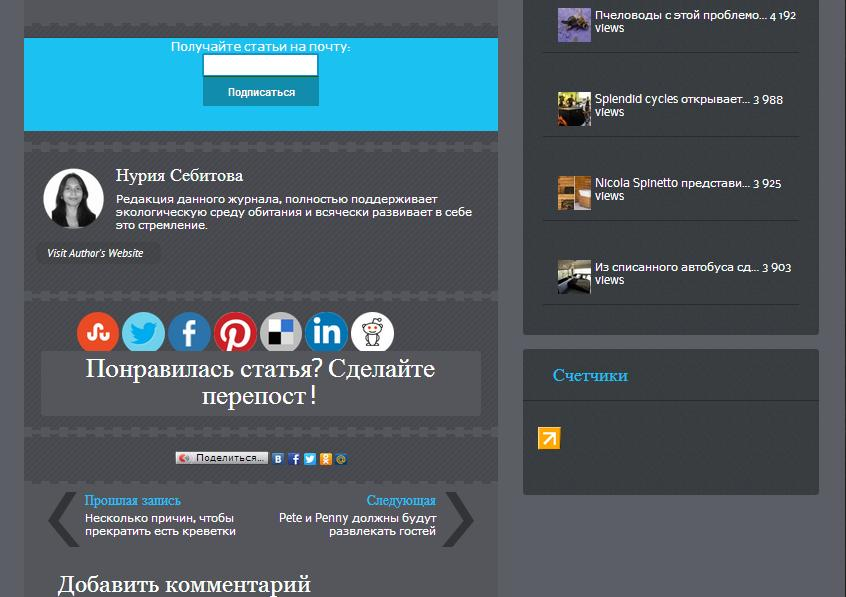 Получайте статьи на почту:
Подписаться
Нурия Себитова
Редакция данного журнала, полностью поддерживает
экологическую среду обитания и всячески развивает в себе
это стремление.
Visit Author's Website
Понравилась статья? Сделайте
перепост!
Поделиться...
Прошлая запись
Несколько причин, чтобы
прекратить есть креветки
Следующая
Pete и Penny должны будут
развлекать гостей
Добавить комментарий
Пчеловоды с этой проблемо... 4 192
views
Splendid cycles открывает... 3 988
views
Nicola Spinetto представи... 3 925
views
Из списанного автобуса сд... 3 903
views
Счетчики